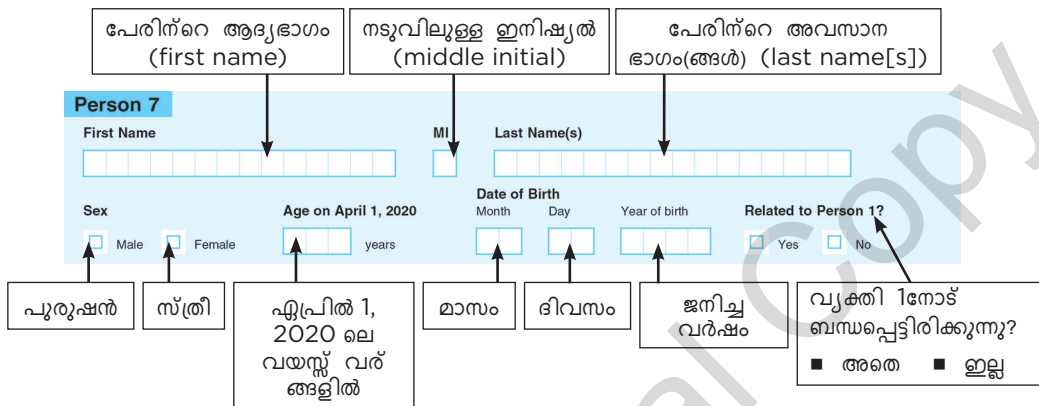 പേരിന്റെ ആദ്യഭാഗം
(first name)
നടുവിലുള്ള ഇനിഷ്യൽ
(middle initial)
പേരിന്റെ അവസാന
ഭാഗം(ങ്ങൾ) (last name[s])
Person 7
First Name
MI
Last Name(s)
Sex
Male
Female
Age on April 1, 2020
years
Date of Birth
Month
Day
Year of birth
Related to Person 1?
Yes
No
പുരുഷൻ
സ്ത്രീ
ഏപ്രിൽ 1,
2020 ലെ
വയസ്സ് വര്
ങ്ങളിൽ
മാസം
ദിവസം
ജനിച്ച
വർഷം
വ്യക്തി 1നോട്
ബന്ധപ്പെട്ടിരിക്കുന്നു?
■ അതെ ■ ഇല്ല
Copy